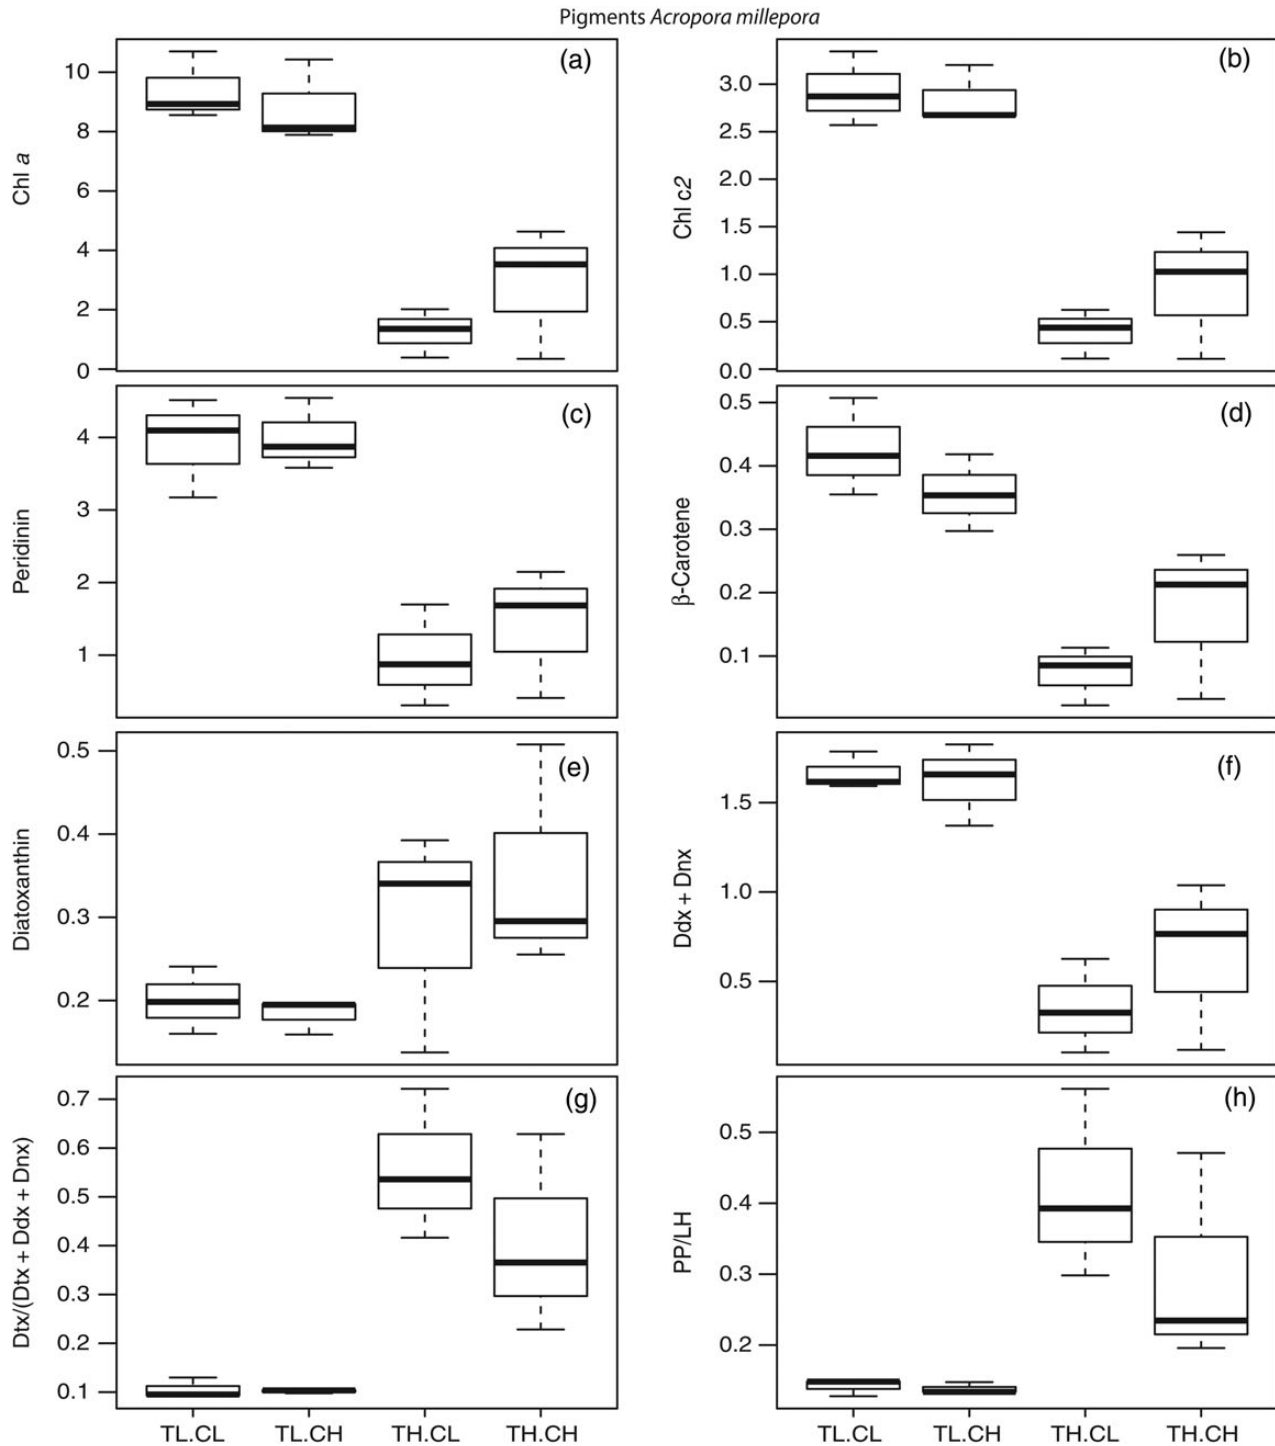 Pigments Acropora millepora
(a)
Chl a
10
8
6
4
2
0
(b)
Chl c2
3.0
2.5
2.0
1.5
1.0
0.5
0.0
(c)
Peridinin
4
3
2
1
(d)
β-Carotene
0.5
0.4
0.3
0.2
0.1
(e)
Diatoxanthin
0.5
0.4
0.3
0.2
(f)
Ddx + Dnx
1.5
1.0
0.5
(g)
Dtx/(Dtx + Ddx + Dnx)
0.7
0.6
0.5
0.4
0.3
0.2
0.1
TL.CL TL.CH TH.CL TH.CH
(h)
PP/LH
0.5
0.4
0.3
0.2
TL.CL TL.CH TH.CL TH.CH